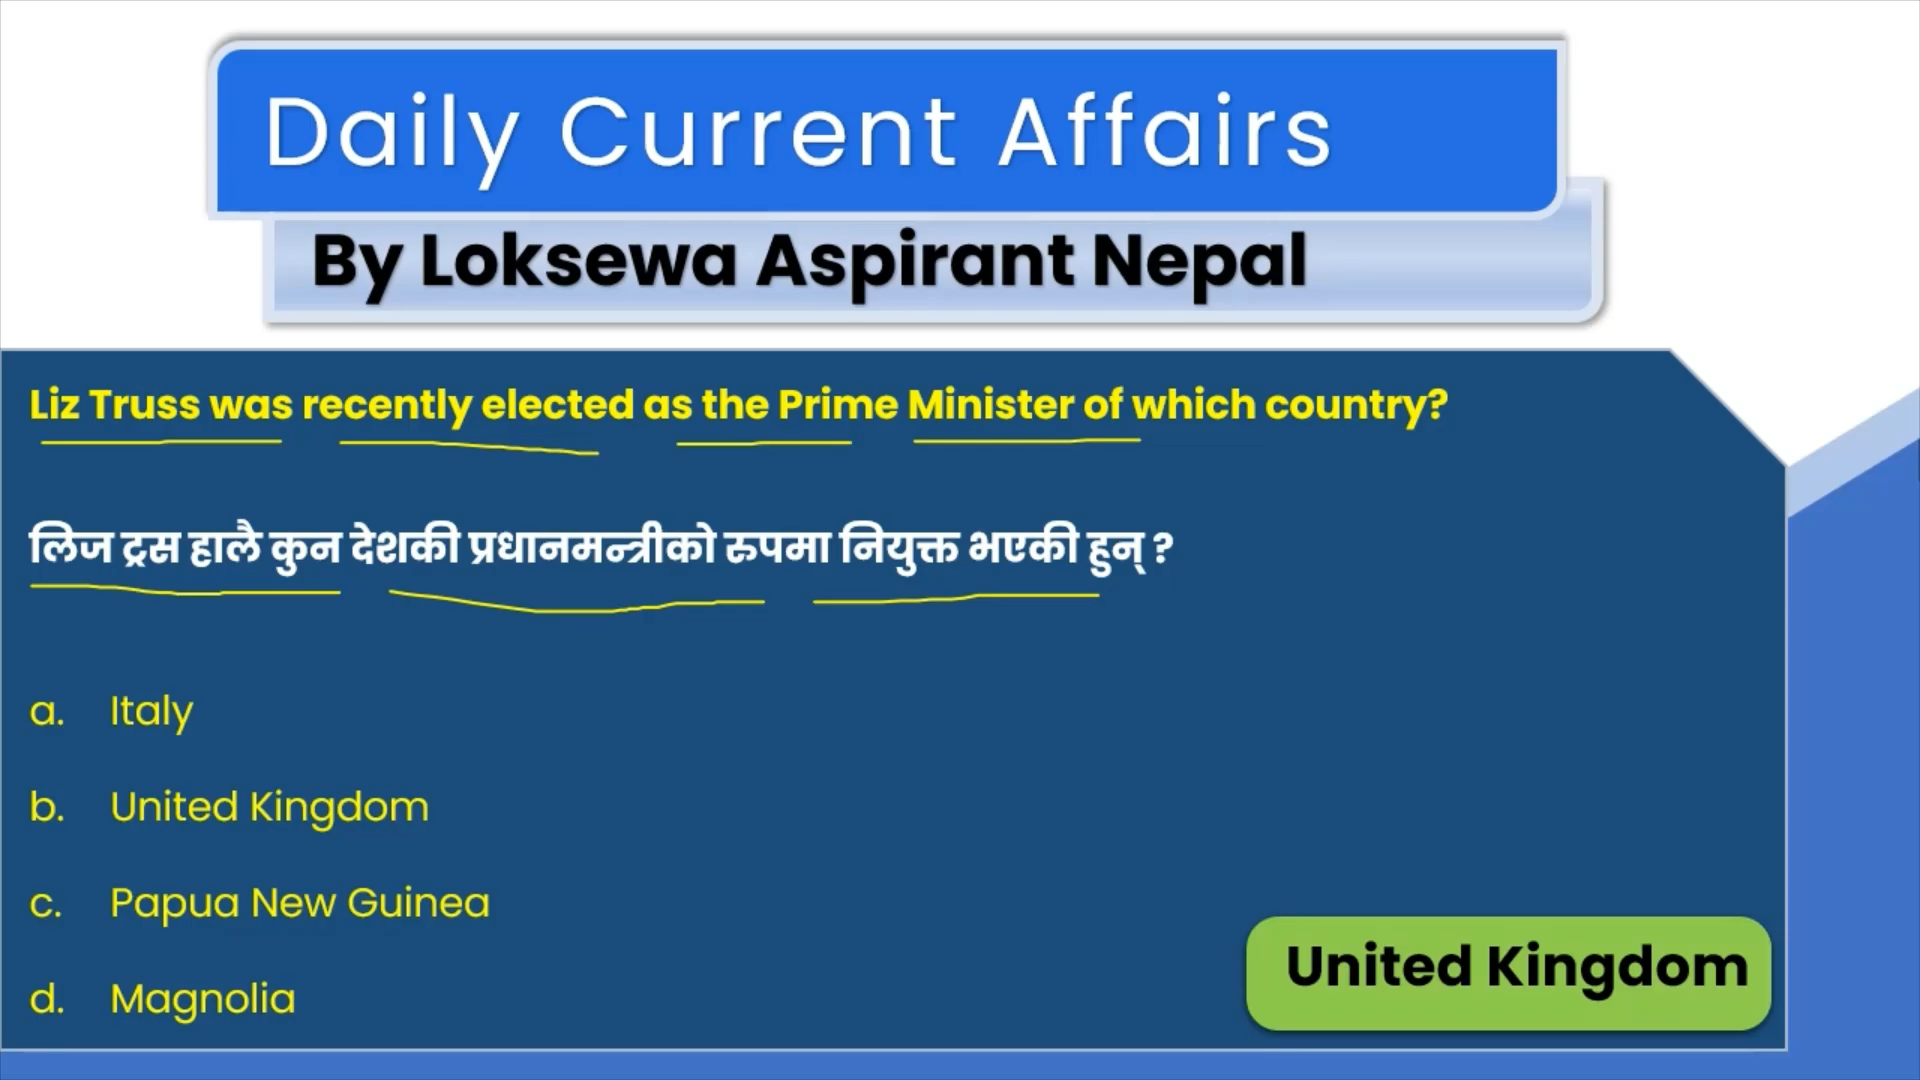 Daily Current Affairs
By Loksewa Aspirant Nepal
Liz Truss was recently elected as the Prime Minister of which country?
लिज ट्रस हालै कुन देशकी प्रधानमन्त्रीको रुपमा नियुक्त भएकी हुन् ?
a. Italy
b. United Kingdom
c. Papua New Guinea
d. Magnolia
United Kingdom